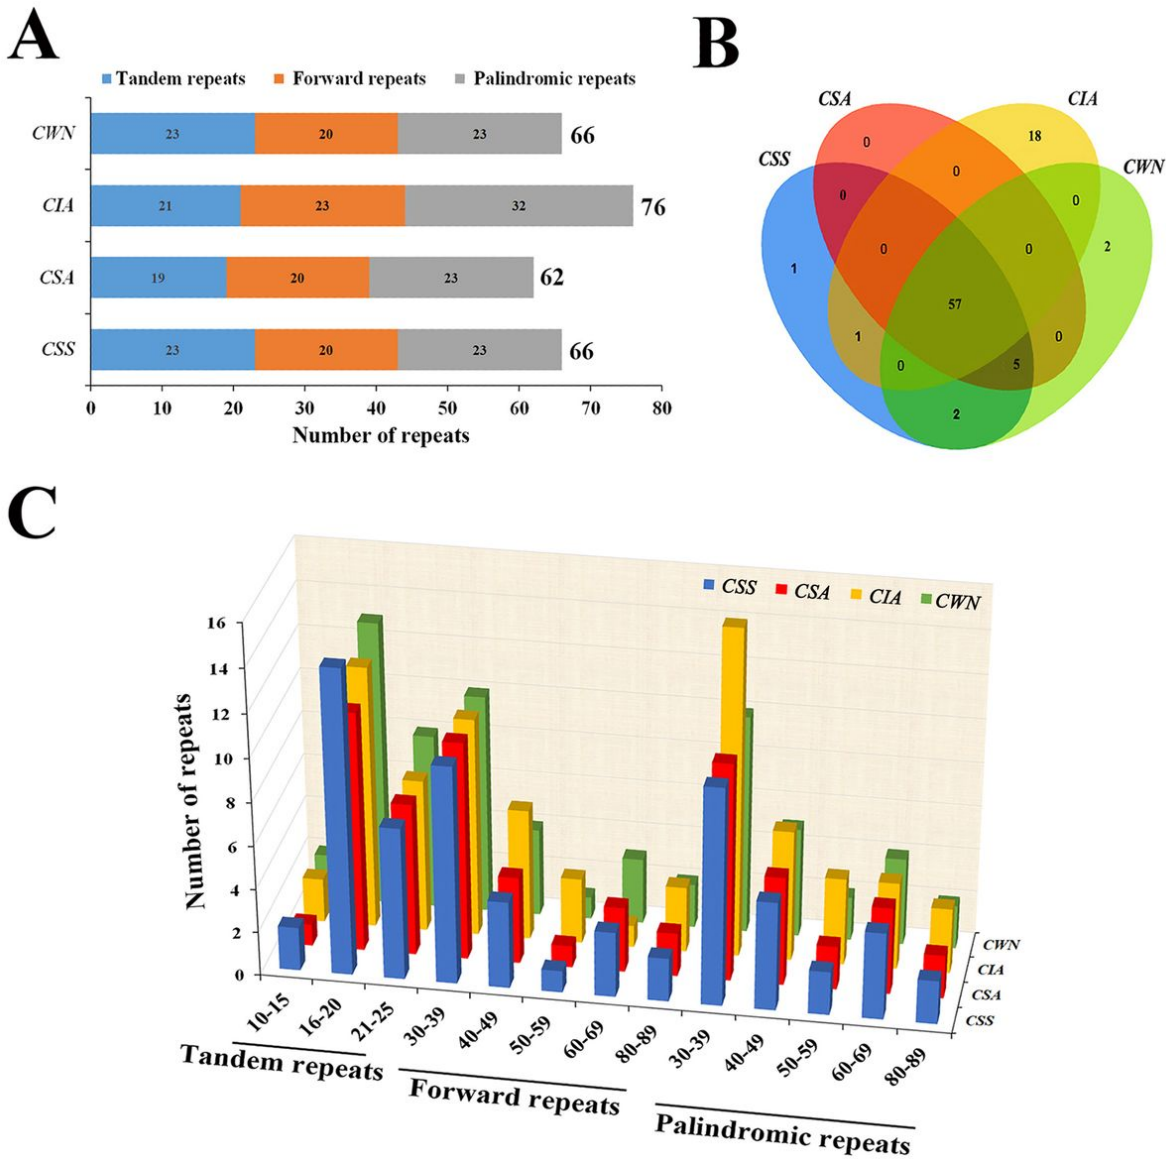 A
Tandem repeats Forward repeats Palindromic repeats
CWN 23 20 23 66
CIA 21 23 32 76
CSA 19 20 23 62
CSS 23 20 23 66
0 10 20 30 40 50 60 70 80
Number of repeats
B
CSA CIA
CSS CWN
0 18
0
0 0
0 0 2
1
57
1 0
0 5
2
C
CSS CSA CIA CWN
Number of repeats
16
14
12
10
8
6
4
2
0
CWN
CIA
CSA
CSS
10-15 16-20 21-25 30-39 40-49 50-59 60-69 80-89 30-39 40-49 50-59 60-69 80-89
Tandem repeats
Forward repeats
Palindromic repeats